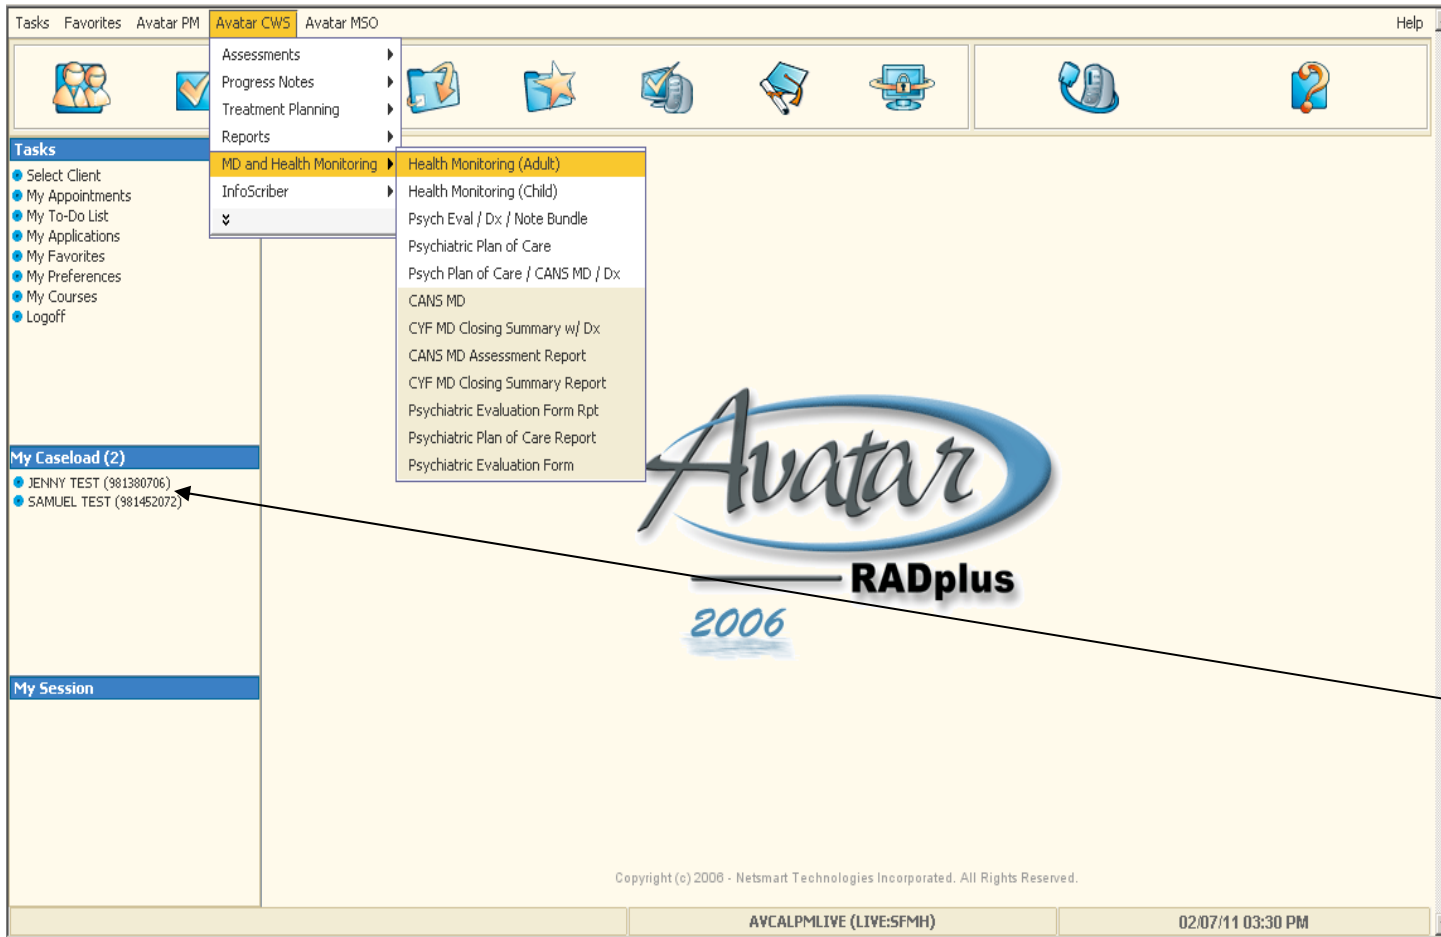 Tasks Favorites Avatar PM Avatar CWS Avatar MSO Help
Assessments
Progress Notes
Treatment Planning
Reports
MD and Health Monitoring
InfoScriber
Health Monitoring (Adult)
Health Monitoring (Child)
Psych Eval / Dx / Note Bundle
Psychiatric Plan of Care
Psych Plan of Care / CANS MD / Dx
CANS MD
CYF MD Closing Summary w/ Dx
CANS MD Assessment Report
CYF MD Closing Summary Report
Psychiatric Evaluation Form Rpt
Psychiatric Plan of Care Report
Psychiatric Evaluation Form
Tasks
Select Client
My Appointments
My To-Do List
My Applications
My Favorites
My Preferences
My Courses
Logoff
My Caseload (2)
JENNY TEST (981380706)
SAMUEL TEST (981452072)
My Session
Avatar
RADplus
2006
Copyright (c) 2006 - Netsmart Technologies Incorporated. All Rights Reserved.
AVCALPMLIVE (LIVE:SFMH) 02/07/11 03:30 PM